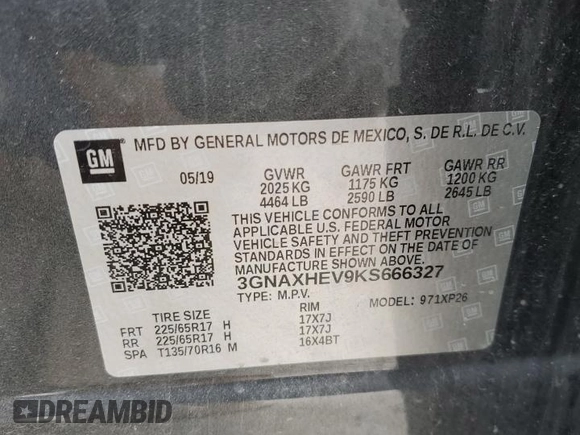 GM
MFD BY GENERAL MOTORS DE MEXICO, S. DE R.L. DE C.V.
05/19 GVWR GAWR FRT GAWR RR
2025 KG 1175 KG 1200 KG
4464 LB 2590 LB 2645 LB
THIS VEHICLE CONFORMS TO ALL
APPLICABLE U.S. FEDERAL MOTOR
VEHICLE SAFETY AND THEFT PREVENTION
STANDARDS IN EFFECT ON THE DATE OF
MANUFACTURE SHOWN ABOVE.
3GNAXHEV9KS666327
TYPE: M.P.V. MODEL: 971XP26
TIRE SIZE RIM
FRT 225/65R17 H 17X7J
RR 225/65R17 H 17X7J
SPA T135/70R16 M 16X4BT
DREAMBID